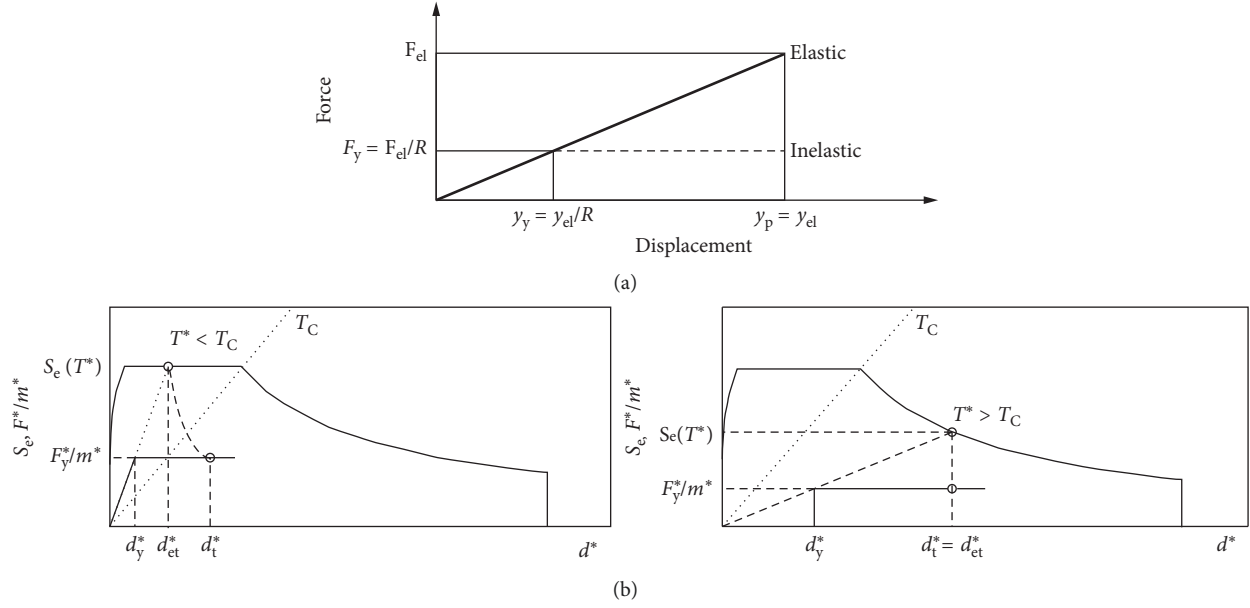 F_el
Elastic
Force
F_y = F_el/R
Inelastic
y_y = y_el/R
y_p = y_el
Displacement
(a)
T_C
T* < T_C
S_e (T*)
S_e, F*/m*
F_y*/m*
d_y*
d_et*
d_t*
d*
T_C
T* > T_C
S_e, F*/m*
S_e(T*)
F_y*/m*
d_y*
d_t* = d_et*
d*
(b)